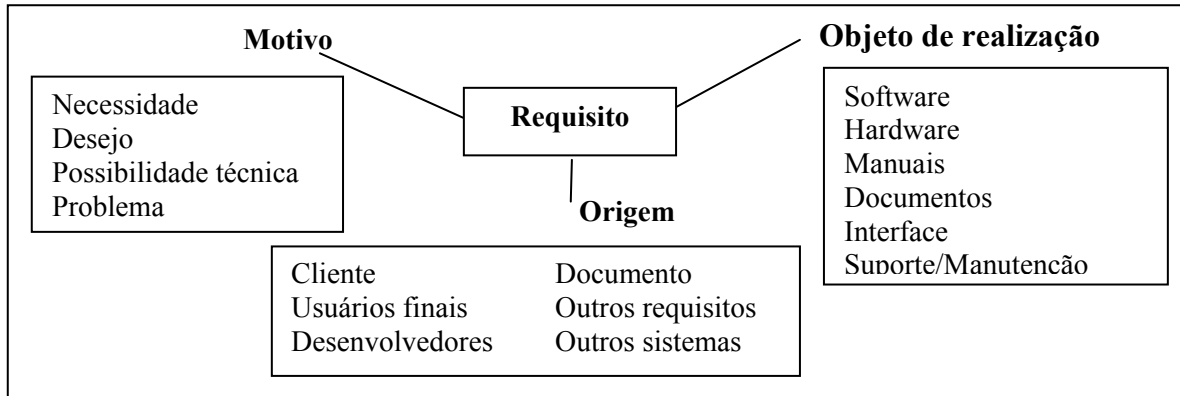 Motivo
Objeto de realização
Necessidade
Desejo
Possibilidade técnica
Problema
Requisito
Software
Hardware
Manuais
Documentos
Interface
Suporte/Manutenção
Origem
Cliente
Usuários finais
Desenvolvedores
Documento
Outros requisitos
Outros sistemas